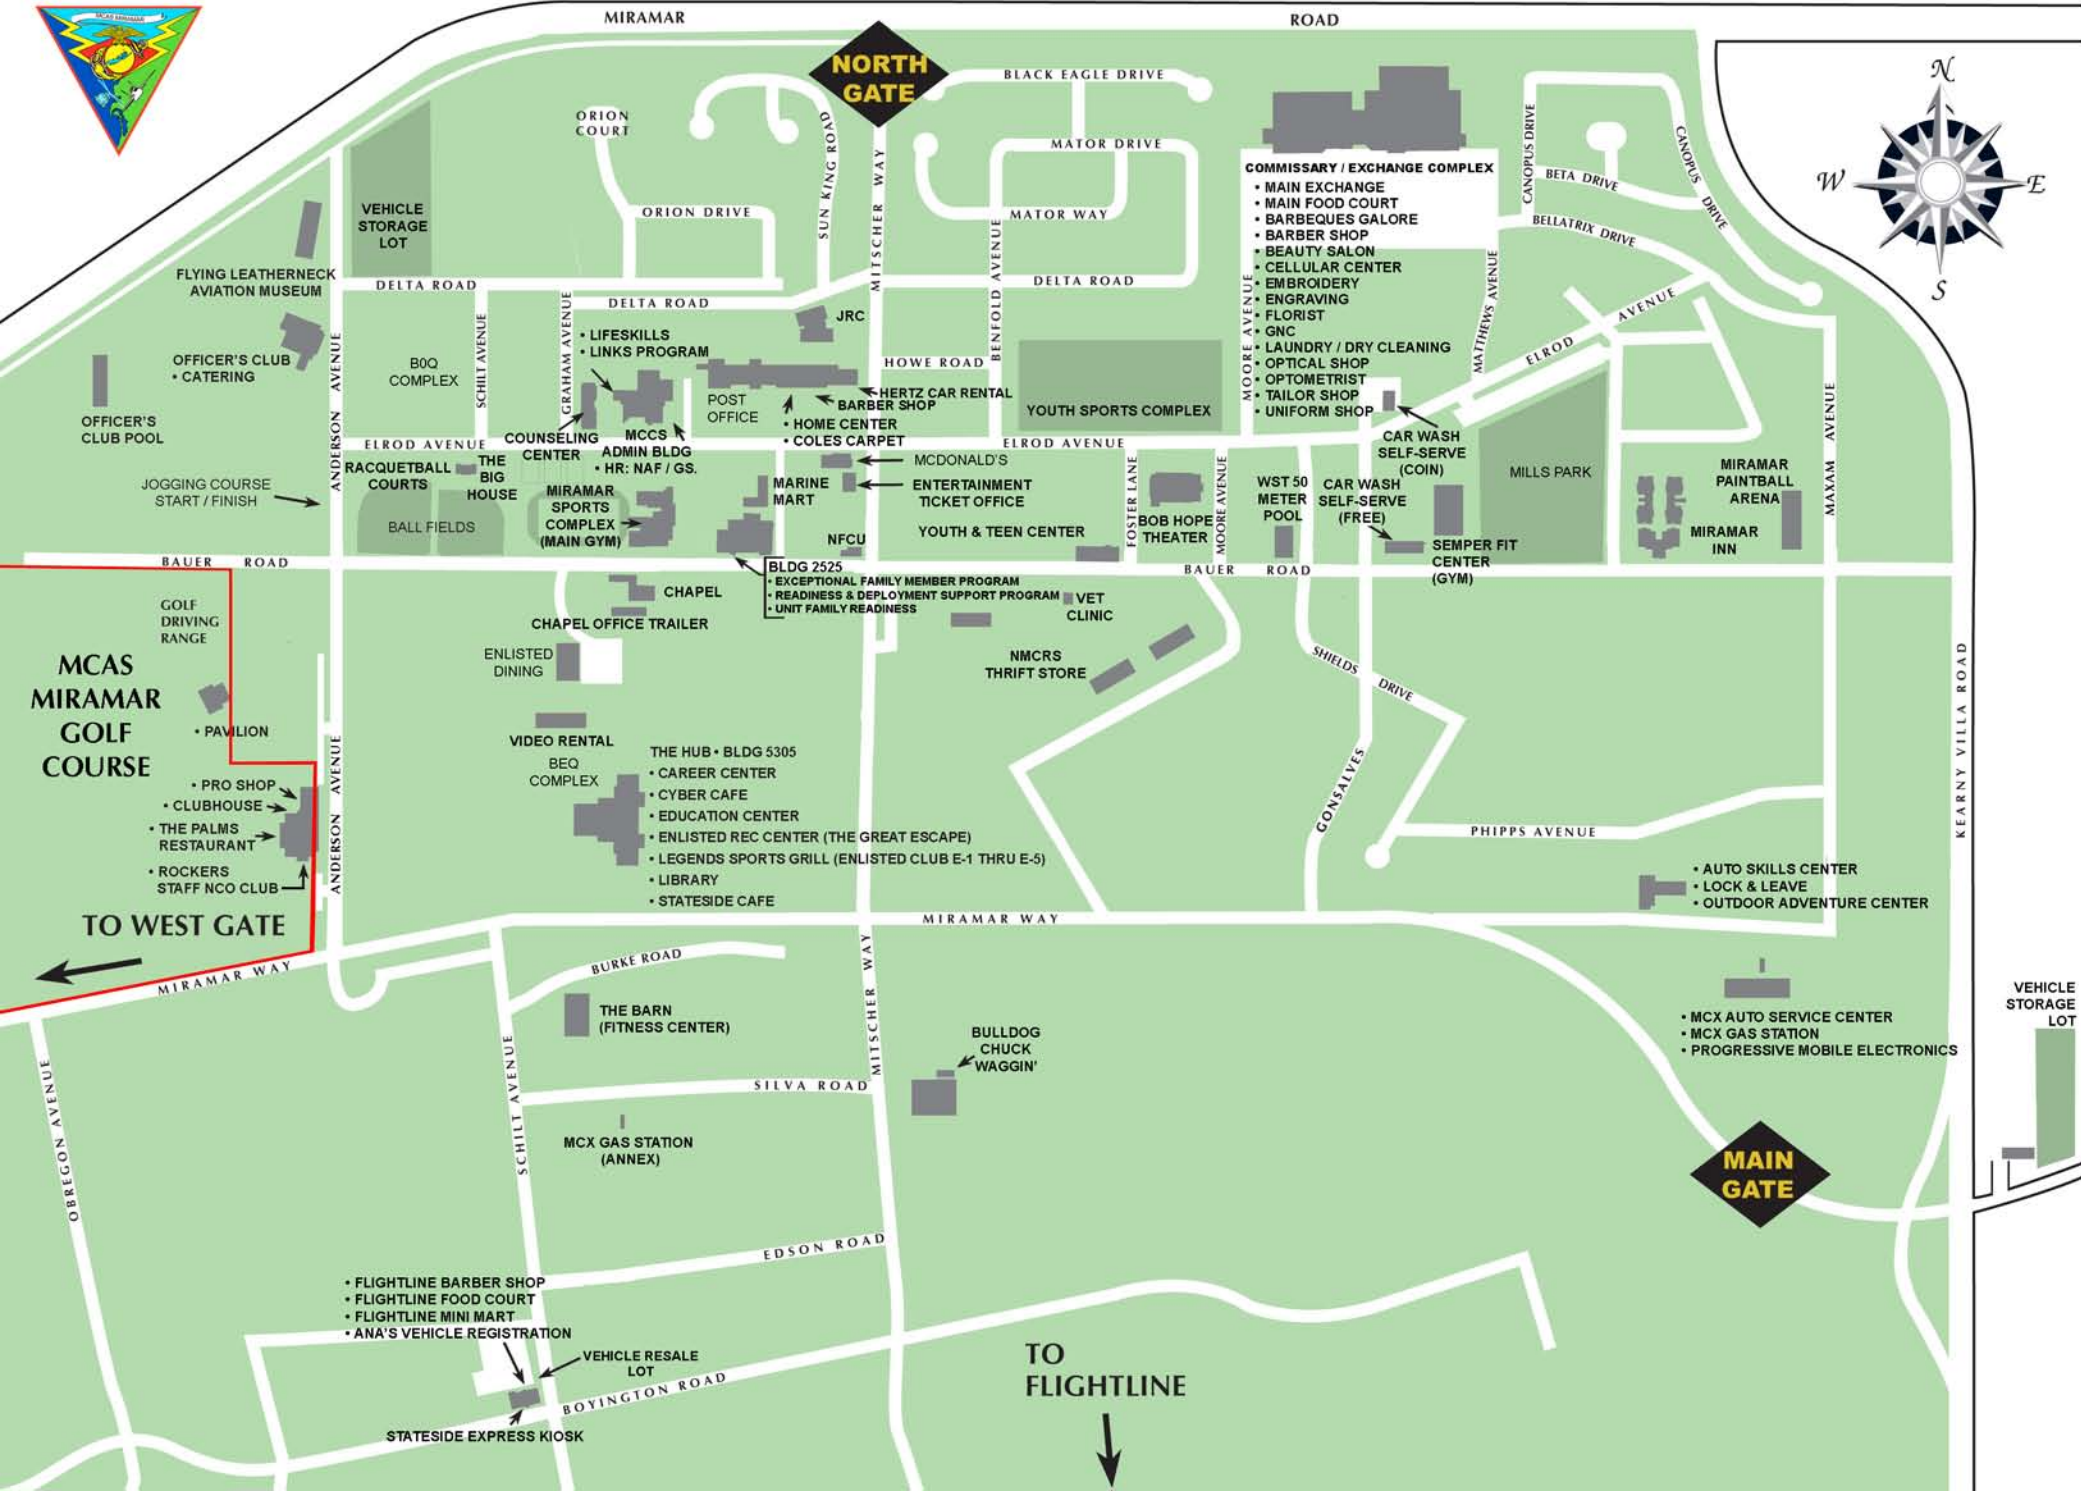 MCAS MIRAMAR
MIRAMAR
ROAD
NORTH
GATE
BLACK EAGLE DRIVE
N
W
E
S
ORION
COURT
SUN KING ROAD
MITSCHER WAY
MATOR DRIVE
MATOR WAY
ORION DRIVE
BENFOLD AVENUE
DELTA ROAD
DELTA ROAD
DELTA ROAD
CANOPUS DRIVE
CANOPUS DRIVE
BETA DRIVE
BELLATRIX DRIVE
COMMISSARY / EXCHANGE COMPLEX
• MAIN EXCHANGE
• MAIN FOOD COURT
• BARBEQUES GALORE
• BARBER SHOP
• BEAUTY SALON
• CELLULAR CENTER
• EMBROIDERY
• ENGRAVING
• FLORIST
• GNC
• LAUNDRY / DRY CLEANING
• OPTICAL SHOP
• OPTOMETRIST
• TAILOR SHOP
• UNIFORM SHOP
MOORE AVENUE
MATTHEWS AVENUE
ELROD AVENUE
VEHICLE
STORAGE
LOT
FLYING LEATHERNECK
AVIATION MUSEUM
OFFICER'S CLUB
• CATERING
OFFICER'S
CLUB POOL
ANDERSON AVENUE
B0Q
COMPLEX
SCHILT AVENUE
GRAHAM AVENUE
• LIFESKILLS
• LINKS PROGRAM
JRC
HOWE ROAD
POST
OFFICE
HERTZ CAR RENTAL
BARBER SHOP
• HOME CENTER
• COLES CARPET
YOUTH SPORTS COMPLEX
ELROD AVENUE
COUNSELING
CENTER
MCCS
ADMIN BLDG
• HR: NAF / GS.
ELROD AVENUE
CAR WASH
SELF-SERVE
(COIN)
MILLS PARK
MAXAM AVENUE
JOGGING COURSE
START / FINISH
RACQUETBALL
COURTS
THE
BIG
HOUSE
BALL FIELDS
MIRAMAR
SPORTS
COMPLEX
(MAIN GYM)
MARINE
MART
MCDONALD'S
ENTERTAINMENT
TICKET OFFICE
YOUTH & TEEN CENTER
NFCU
FOSTER LANE
BOB HOPE
THEATER
MOORE AVENUE
WST 50
METER
POOL
CAR WASH
SELF-SERVE
(FREE)
SEMPER FIT
CENTER
(GYM)
MIRAMAR
PAINTBALL
ARENA
MIRAMAR
INN
BAUER ROAD
BAUER ROAD
BLDG 2525
• EXCEPTIONAL FAMILY MEMBER PROGRAM
• READINESS & DEPLOYMENT SUPPORT PROGRAM
• UNIT FAMILY READINESS
VET
CLINIC
GOLF
DRIVING
RANGE
CHAPEL
CHAPEL OFFICE TRAILER
ENLISTED
DINING
NMCRS
THRIFT STORE
SHIELDS DRIVE
KEARNY VILLA ROAD
MCAS
MIRAMAR
GOLF
COURSE
• PAVILION
• PRO SHOP
• CLUBHOUSE
• THE PALMS
RESTAURANT
• ROCKERS
STAFF NCO CLUB
ANDERSON AVENUE
VIDEO RENTAL
BEQ
COMPLEX
THE HUB • BLDG 5305
• CAREER CENTER
• CYBER CAFE
• EDUCATION CENTER
• ENLISTED REC CENTER (THE GREAT ESCAPE)
• LEGENDS SPORTS GRILL (ENLISTED CLUB E-1 THRU E-5)
• LIBRARY
• STATESIDE CAFE
GONSALVES
PHIPPS AVENUE
• AUTO SKILLS CENTER
• LOCK & LEAVE
• OUTDOOR ADVENTURE CENTER
TO WEST GATE
MIRAMAR WAY
MIRAMAR WAY
BURKE ROAD
MITSCHER WAY
THE BARN
(FITNESS CENTER)
BULLDOG
CHUCK
WAGGIN'
• MCX AUTO SERVICE CENTER
• MCX GAS STATION
• PROGRESSIVE MOBILE ELECTRONICS
VEHICLE
STORAGE
LOT
OBREGON AVENUE
SCHILT AVENUE
SILVA ROAD
MCX GAS STATION
(ANNEX)
MAIN
GATE
EDSON ROAD
• FLIGHTLINE BARBER SHOP
• FLIGHTLINE FOOD COURT
• FLIGHTLINE MINI MART
• ANA'S VEHICLE REGISTRATION
VEHICLE RESALE
LOT
BOYINGTON ROAD
STATESIDE EXPRESS KIOSK
TO
FLIGHTLINE